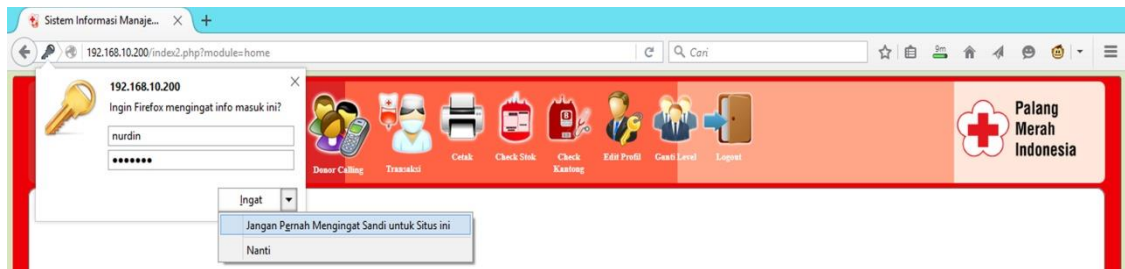 Sistem Informasi Manaje...
192.168.10.200/index2.php?module=home
Cari
9m
192.168.10.200
Ingin Firefox mengingat info masuk ini?
nurdin
•••••••
Ingat
Jangan Pernah Mengingat Sandi untuk Situs ini
Nanti
Donor Calling
Transaksi
Cetak
Check Stok
Check Kantong
Edit Profil
Ganti Level
Logout
Palang
Merah
Indonesia